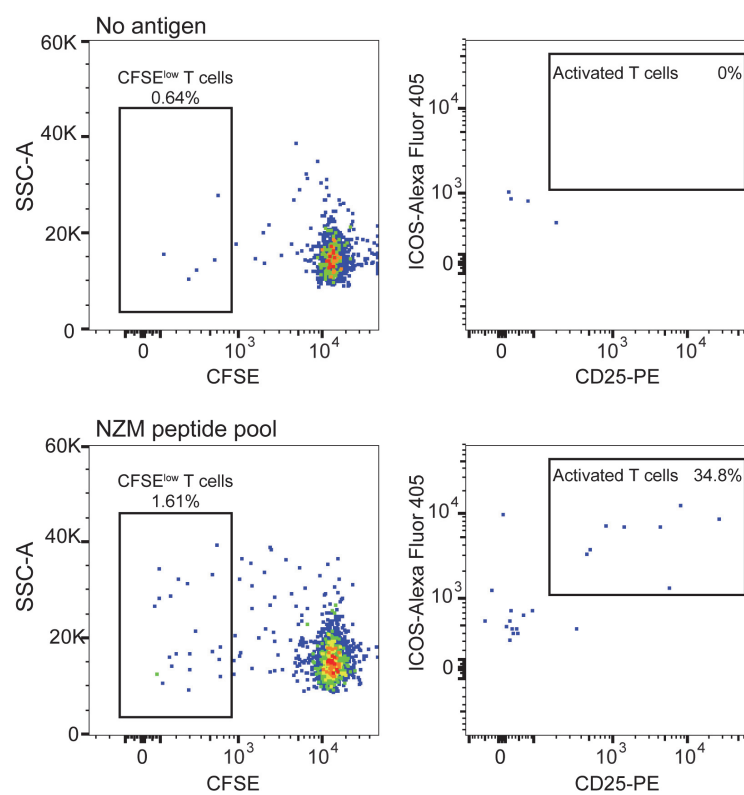 No antigen
60K
40K
20K
0
SSC-A
CFSElow T cells
0.64%
0
10³
10⁴
CFSE
ICOS-Alexa Fluor 405
10⁴
10³
0
Activated T cells 0%
0
10³
10⁴
CD25-PE
NZM peptide pool
60K
40K
20K
0
SSC-A
CFSElow T cells
1.61%
0
10³
10⁴
CFSE
ICOS-Alexa Fluor 405
10⁴
10³
0
Activated T cells 34.8%
0
10³
10⁴
CD25-PE